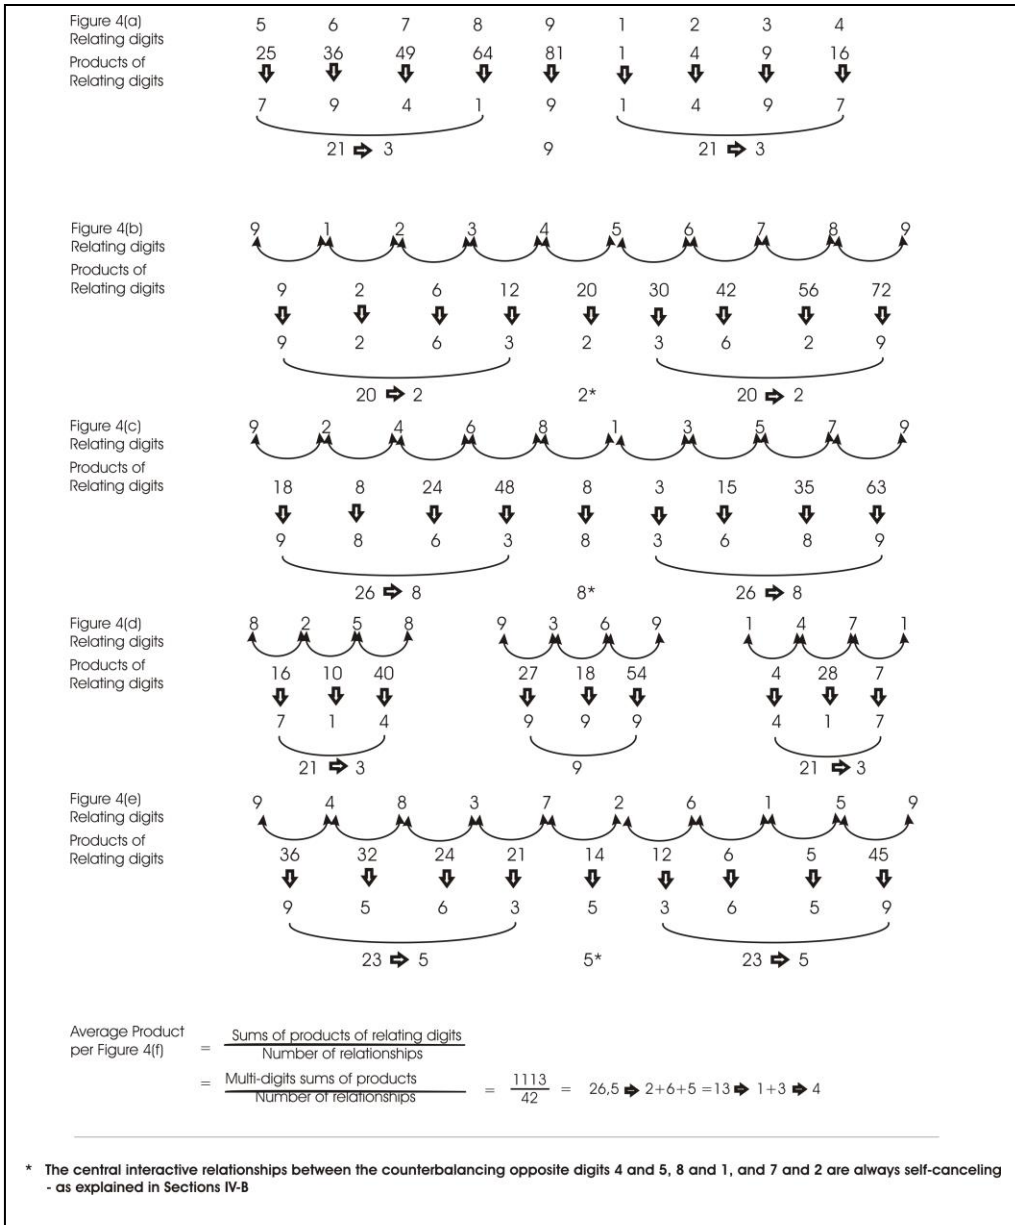 Figure 4(a)
Relating digits 5 6 7 8 9 1 2 3 4
Products of
Relating digits 25 36 49 64 81 1 4 9 16
7 9 4 1 9 1 4 9 7
21 ⇨ 3 9 21 ⇨ 3
Figure 4(b)
Relating digits 9 1 2 3 4 5 6 7 8 9
Products of
Relating digits 9 2 6 12 20 30 42 56 72
9 2 6 3 2 3 6 2 9
20 ⇨ 2 2* 20 ⇨ 2
Figure 4(c)
Relating digits 9 2 4 6 8 1 3 5 7 9
Products of
Relating digits 18 8 24 48 8 3 15 35 63
9 8 6 3 8 3 6 8 9
26 ⇨ 8 8* 26 ⇨ 8
Figure 4(d)
Relating digits 8 2 5 8 9 3 6 9 1 4 7 1
Products of
Relating digits 16 10 40 27 18 54 4 28 7
7 1 4 9 9 9 4 1 7
21 ⇨ 3 9 21 ⇨ 3
Figure 4(e)
Relating digits 9 4 8 3 7 2 6 1 5 9
Products of
Relating digits 36 32 24 21 14 12 6 5 45
9 5 6 3 5 3 6 5 9
23 ⇨ 5 5* 23 ⇨ 5
Average Product
per Figure 4(f) = Sums of products of relating digits
Number of relationships
= Multi-digits sums of products = 1113 = 26,5 ⇨ 2+6+5 =13 ⇨ 1+3 ⇨ 4
Number of relationships 42
* The central interactive relationships between the counterbalancing opposite digits 4 and 5, 8 and 1, and 7 and 2 are always self-canceling
- as explained in Sections IV-B